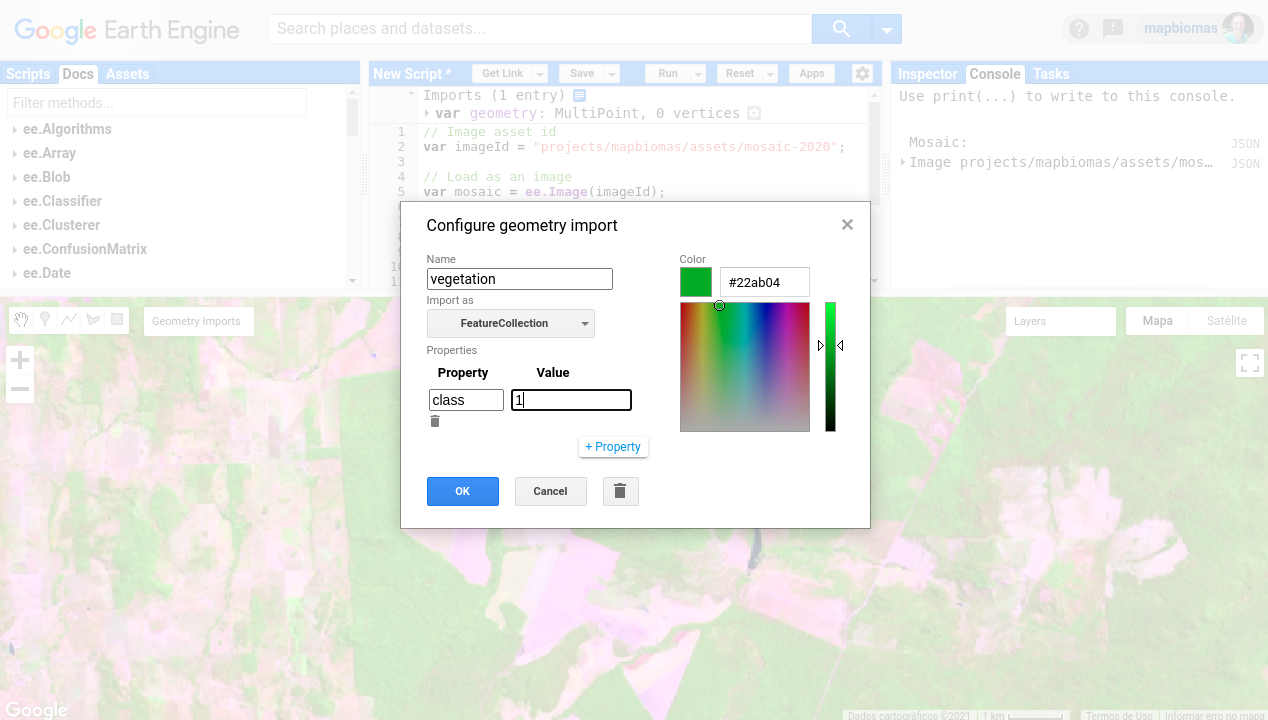 Google Earth Engine
Search places and datasets...
mapbiomas
Scripts Docs Assets
Filter methods...
ee.Algorithms
ee.Array
ee.Blob
ee.Classifier
ee.Clusterer
ee.ConfusionMatrix
ee.Date
New Script * Get Link Save Run Reset Apps
Imports (1 entry)
var geometry: MultiPoint, 0 vertices
1 // Image asset id
2 var imageId = "projects/mapbiomas/assets/mosaic-2020";
3
4 // Load as an image
5 var mosaic = ee.Image(imageId);
Inspector Console Tasks
Use print(...) to write to this console.
Mosaic: JSON
Image projects/mapbiomas/assets/mos… JSON
Configure geometry import
Name
vegetation
Import as
FeatureCollection
Properties
Property Value
class 1
+ Property
OK Cancel
Color
#22ab04
Geometry Imports
Layers
Mapa Satélite
Google
Dados cartográficos ©2021 1 km Termos de Uso Informar erro no mapa